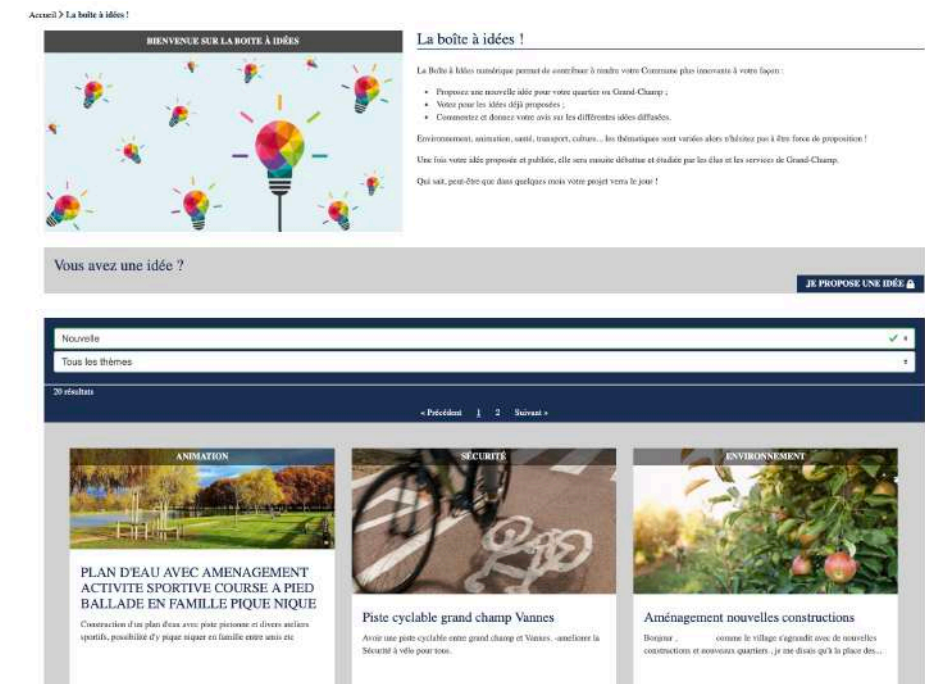 Accueil > La boîte à idées !
BIENVENUE SUR LA BOITE À IDÉES
La boîte à idées !
La Boîte à Idées numérique permet de contribuer à rendre votre Commune plus innovante à votre façon :
• Proposez une nouvelle idée pour votre quartier ou Grand-Champ ;
• Votez pour les idées déjà proposées ;
• Commentez et donnez votre avis sur les différentes idées diffusées.
Environnement, animation, santé, transport, culture... les thématiques sont variées alors n'hésitez pas à être force de proposition !
Une fois votre idée proposée et publiée, elle sera ensuite débattue et étudiée par les élus et les services de Grand-Champ.
Qui sait, peut-être que dans quelques mois votre projet verra le jour !
Vous avez une idée ?
JE PROPOSE UNE IDÉE
Nouvelle
Tous les thèmes
20 résultats
« Précédent 1 2 Suivant »
ANIMATION
PLAN D'EAU AVEC AMENAGEMENT
ACTIVITE SPORTIVE COURSE A PIED
BALLADE EN FAMILLE PIQUE NIQUE
Construction d'un plan d'eau avec piste pietonne et divers ateliers
sportifs, possibilité d'y pique niquer en famille entre amis etc
SÉCURITÉ
Piste cyclable grand champ Vannes
Avoir une piste cyclable entre grand champ et Vannes. -ameliorer la
Sécurité à vélo pour tous.
ENVIRONNEMENT
Aménagement nouvelles constructions
Bonjour , comme le village s'agrandit avec de nouvelles
constructions et nouveaux quartiers , je me disais qu'à la place des...